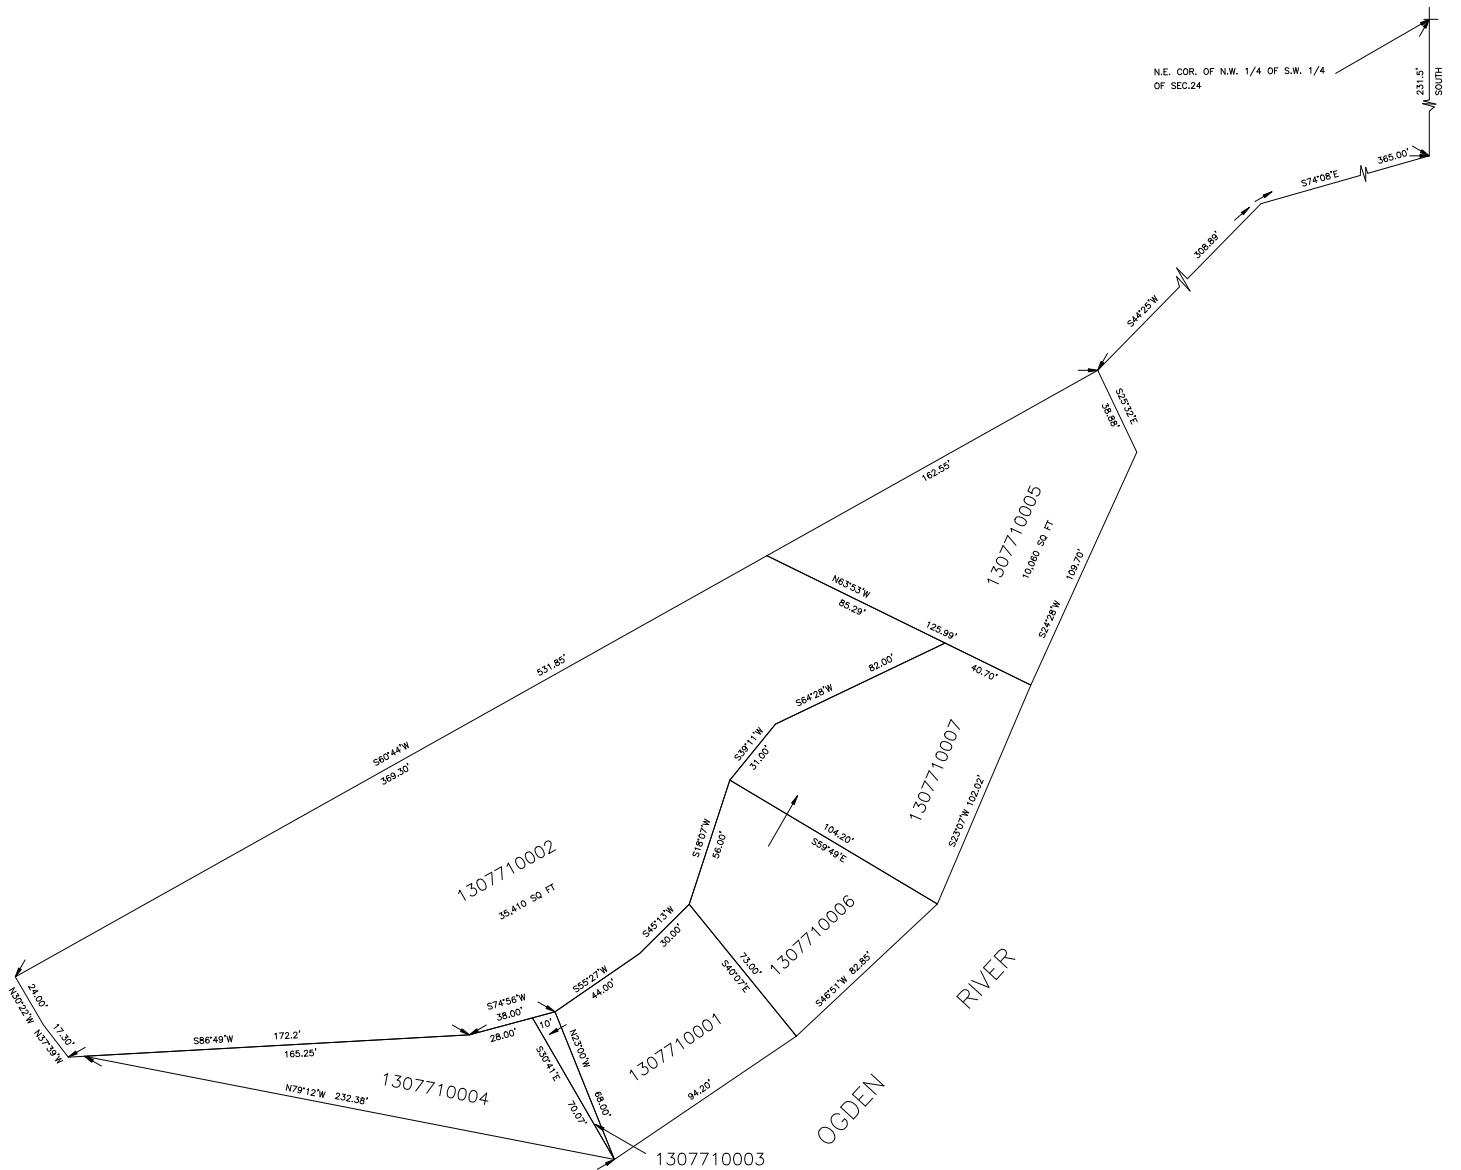 N.E. COR. OF N.W. 1/4 OF S.W. 1/4
OF SEC.24
231.5'
SOUTH
365.00'
S74°08'E
308.89'
S44°25'W
S25°32'E
38.88'
162.55'
1307710005
10,060 SQ FT
109.70'
S24°28'W
N63°53'W
85.29'
125.99'
40.70'
531.85'
S60°44'W
369.30'
82.00'
S64°28'W
S39°11'W
31.00'
1307710007
S23°07'W 102.02'
104.20'
S59°49'E
S18°07'W
56.00'
1307710002
35,410 SQ FT
1307710006
S45°13'W
30.00'
73.00'
S40°07'E
S46°51'W 82.85'
RIVER
S55°27'W
44.00'
S74°56'W
38.00'
28.00'
10'
24.00'
N30°22'W
17.30'
N37°39'W
S86°49'W
172.2'
165.25'
N79°12'W 232.38'
1307710004
S30°41'E
70.07'
N23°00'W
68.00'
1307710001
94.20'
OGDEN
1307710003